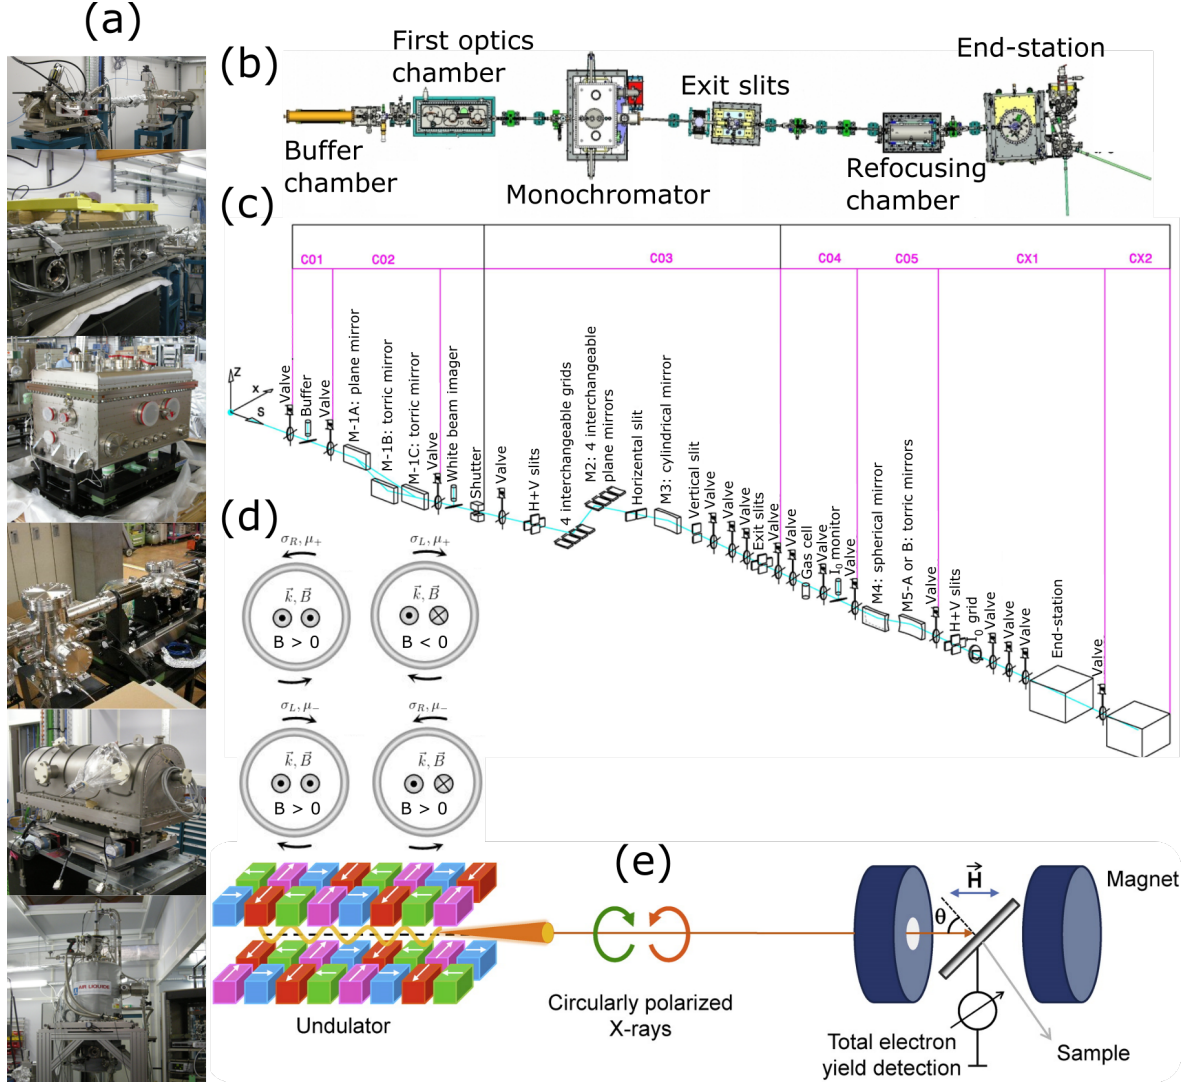 (a)
AIR LIQUIDE
(b)
First optics
chamber
Buffer
chamber
Monochromator
Exit slits
Refocusing
chamber
End-station
(c)
C01
C02
C03
C04
C05
CX1
CX2
Z
x
S
Valve
Buffer
Valve
M-1A: plane mirror
M-1B: torric mirror
M-1C: torric mirror
Valve
White beam imager
Shutter
Valve
H+V slits
4 interchangeable grids
M2: 4 interchangeable
plane mirrors
Horizental slit
M3: cylindrical mirror
Vertical slit
Valve
Valve
Valve
Exit slits
Valve
Valve
Gas cell
Valve
I0 monitor
Valve
M4: spherical mirror
M5-A or B: torric mirrors
Valve
H+V slits
I0 grid
Valve
Valve
Valve
End-station
Valve
(d)
σR, μ+
k⃗, B⃗
B > 0
σL, μ+
k⃗, B⃗
B < 0
σL, μ−
k⃗, B⃗
B > 0
σR, μ−
k⃗, B⃗
B > 0
(e)
Undulator
Circularly polarized
X-rays
H⃗
θ
Magnet
Total electron
yield detection
Sample